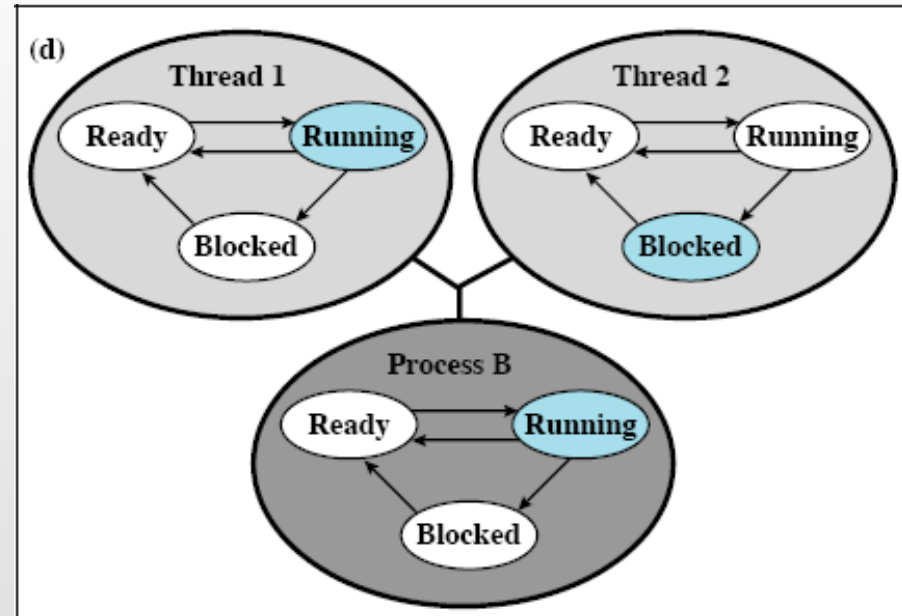 (d)
Thread 1
Ready
Running
Blocked
Thread 2
Ready
Running
Blocked
Process B
Ready
Running
Blocked